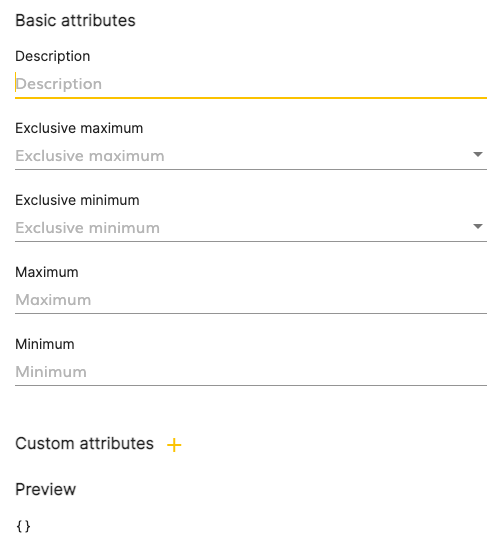 Basic attributes
Description
Description
Exclusive maximum
Exclusive maximum
Exclusive minimum
Exclusive minimum
Maximum
Maximum
Minimum
Minimum
Custom attributes +
Preview
{}